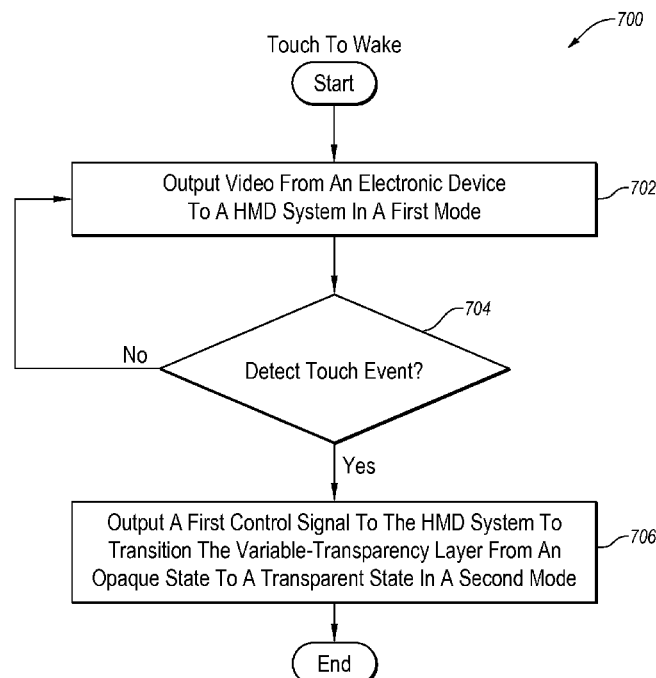 700
Touch To Wake
Start
Output Video From An Electronic Device
To A HMD System In A First Mode
702
704
Detect Touch Event?
No
Yes
Output A First Control Signal To The HMD System To
Transition The Variable-Transparency Layer From An
Opaque State To A Transparent State In A Second Mode
706
End